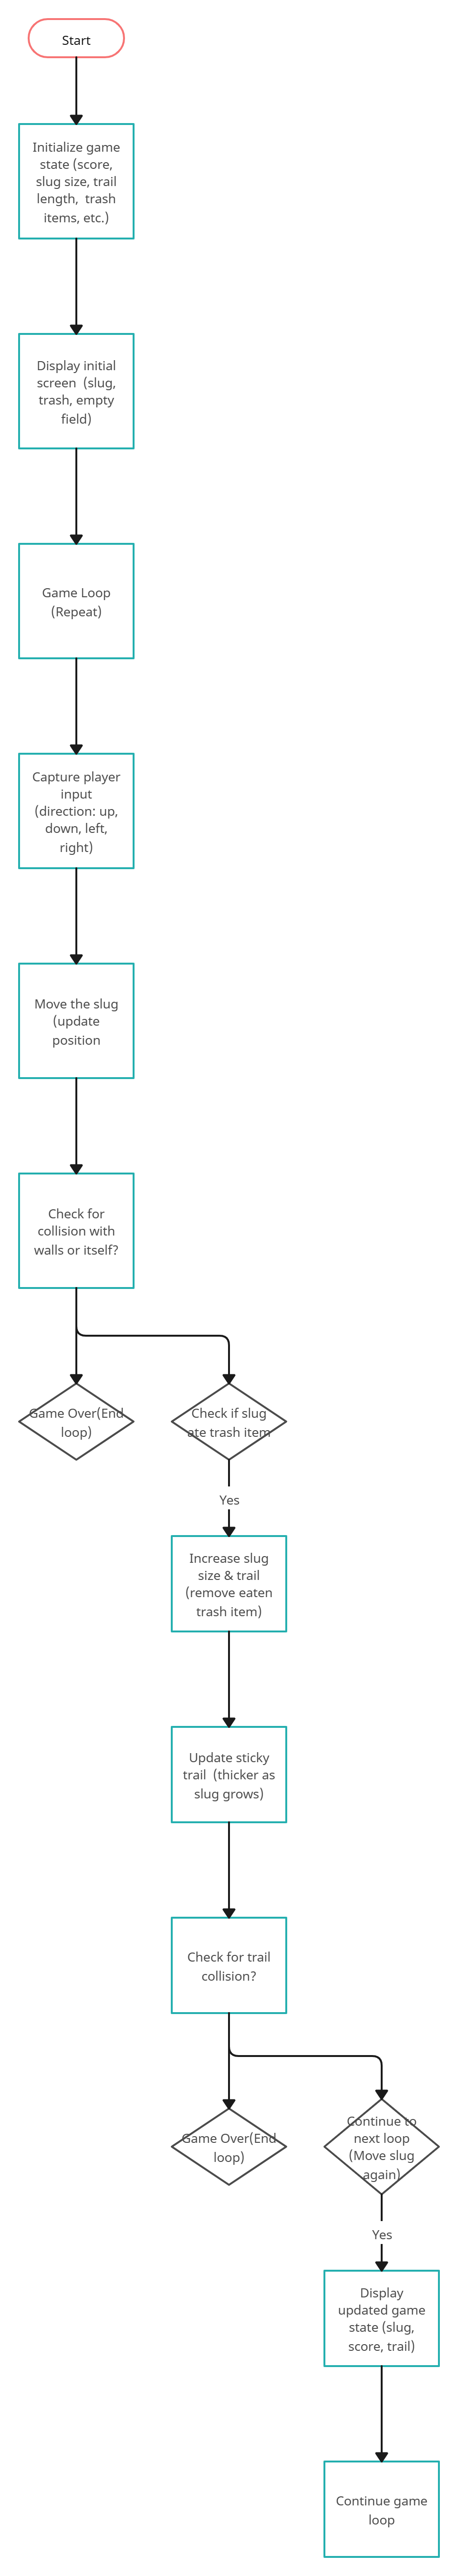 Start
Initialize game
state (score,
slug size, trail
length, trash
items, etc.)
Display initial
screen (slug,
trash, empty
field)
Game Loop
(Repeat)
Capture player
input
(direction: up,
down, left,
right)
Move the slug
(update
position
Check for
collision with
walls or itself?
Game Over(End
loop)
Check if slug
ate trash item
Yes
Increase slug
size & trail
(remove eaten
trash item)
Update sticky
trail (thicker as
slug grows)
Check for trail
collision?
Game Over(End
loop)
Continue to
next loop
(Move slug
again)
Yes
Display
updated game
state (slug,
score, trail)
Continue game
loop